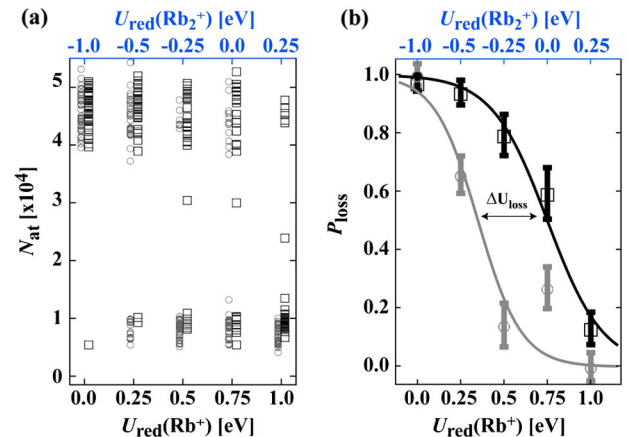 (a)
U_red(Rb₂⁺) [eV]
-1.0 -0.5 -0.5 0.0 0.25
N_at [x10⁴]
5
4
3
2
1
0
0.0 0.25 0.5 0.75 1.0
U_red(Rb⁺) [eV]
(b)
U_red(Rb₂⁺) [eV]
-1.0 -0.5 -0.5 0.0 0.25
P_loss
1.0
0.8
0.6
0.4
0.2
0.0
ΔU_loss
0.0 0.25 0.5 0.75 1.0
U_red(Rb⁺) [eV]